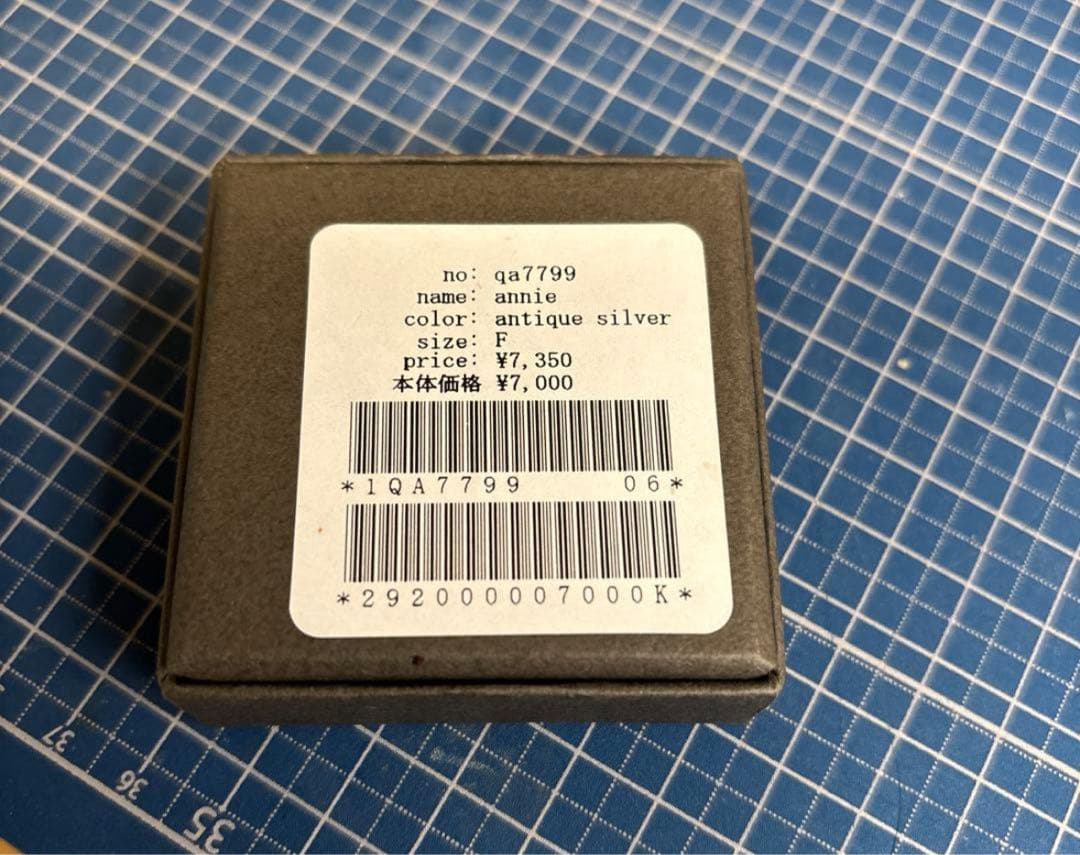 no: qa7799
name: annie
color: antique silver
size: F
price: ¥7,350
本体価格 ¥7,000
*1QA7799 06*
*292000007000K*
37
36
35